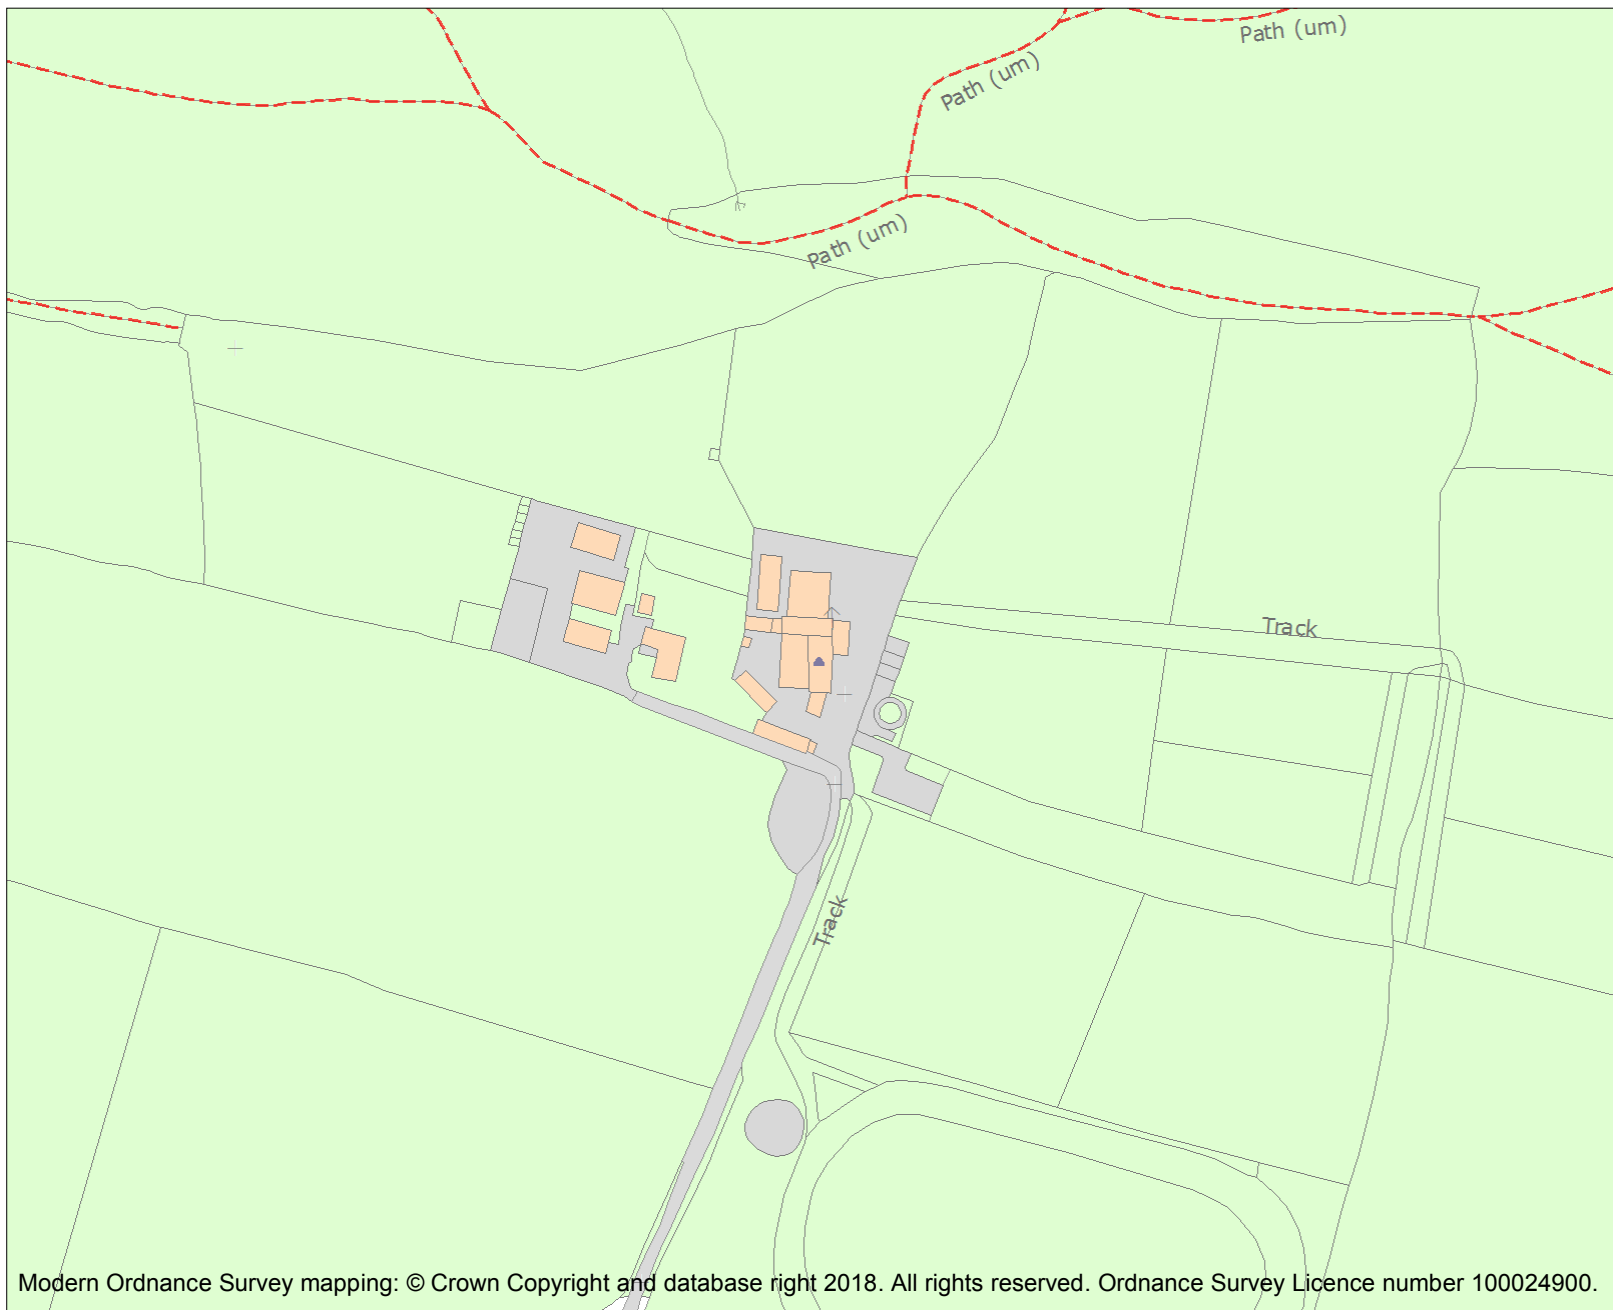 Path (um)
Path (um)
Path (um)
Track
Track
Modern Ordnance Survey mapping: © Crown Copyright and database right 2018. All rights reserved. Ordnance Survey Licence number 100024900.